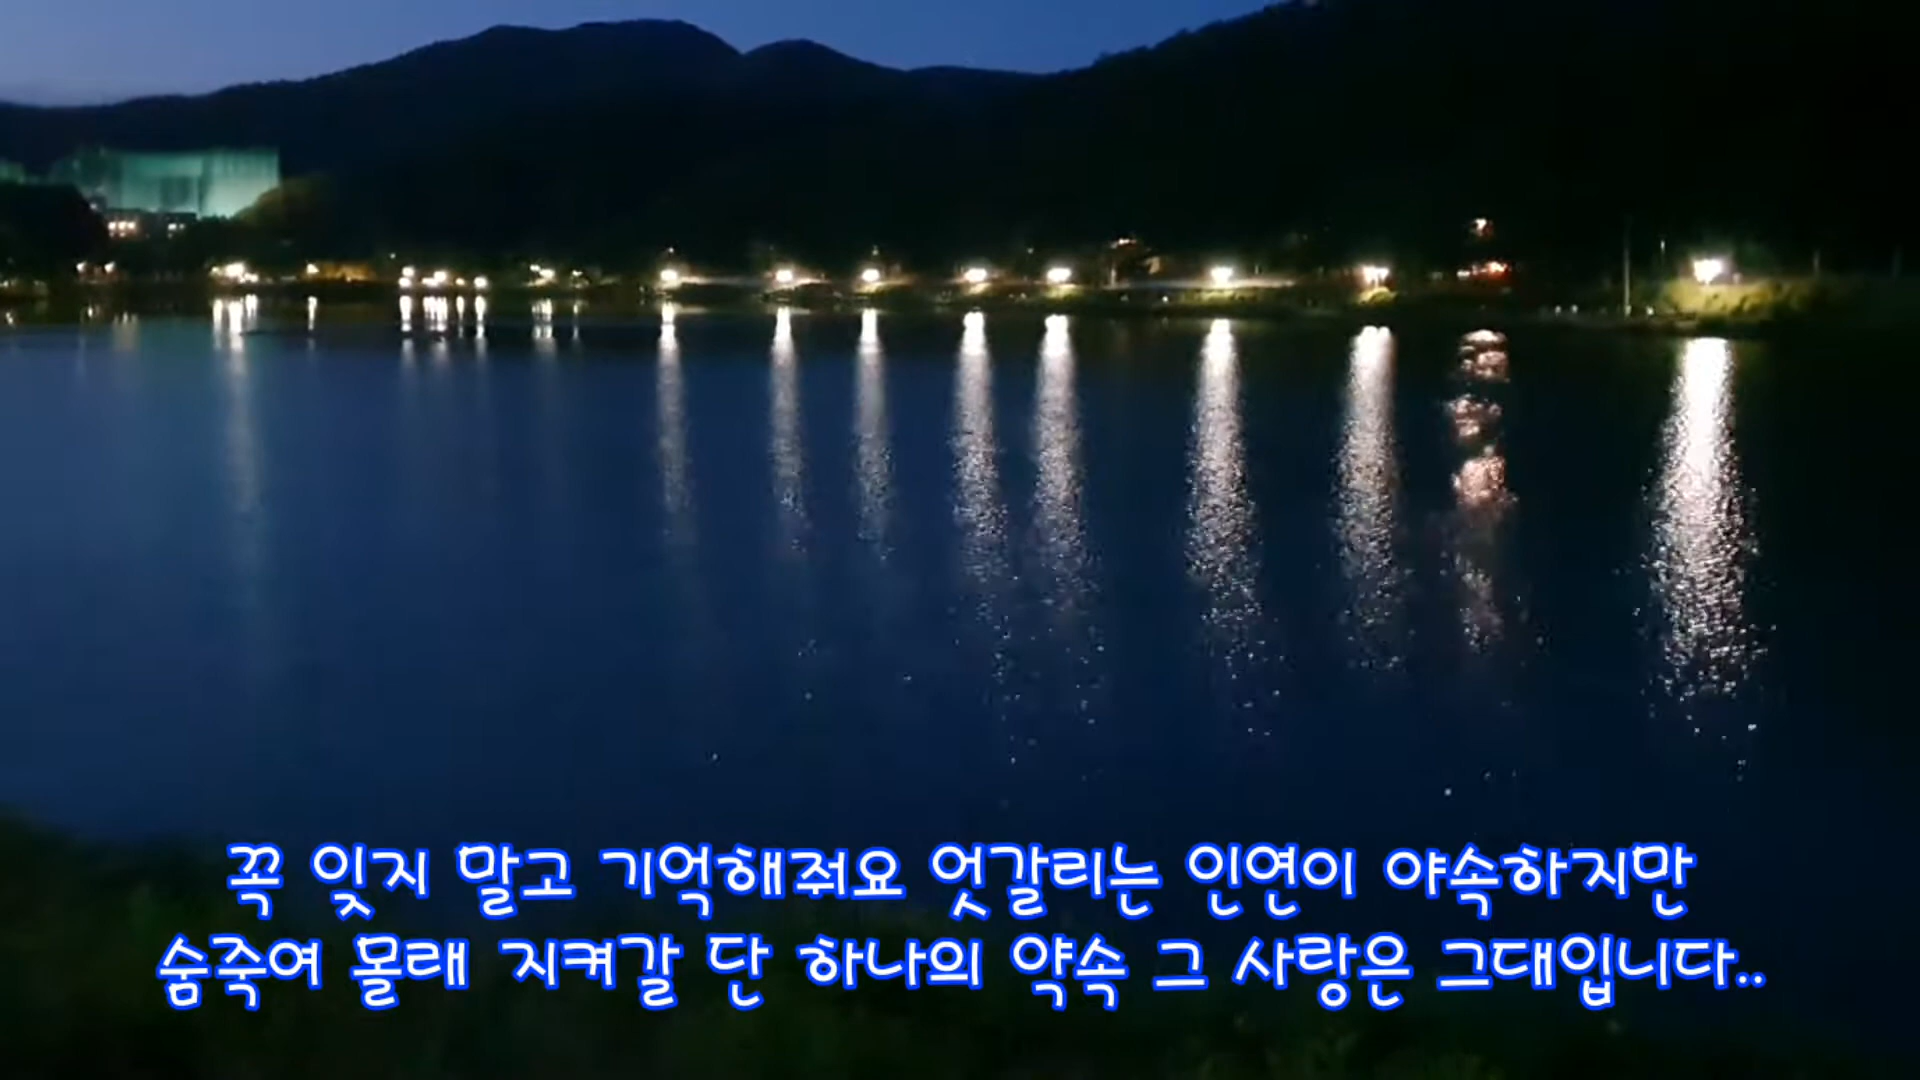 꼭 잊지 말고 기억해줘요 엇갈리는 인연이 야속하지만
숨죽여 몰래 지켜갈 단 하나의 약속 그 사랑은 그대입니다..